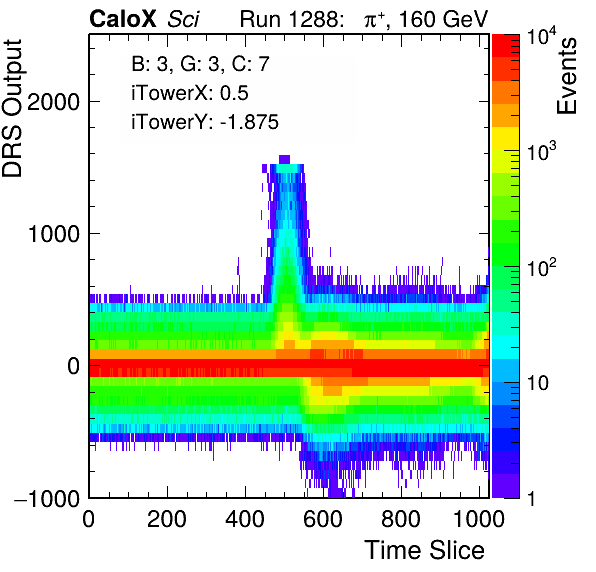 CaloX Sci Run 1288: π⁺, 160 GeV
B: 3, G: 3, C: 7
iTowerX: 0.5
iTowerY: -1.875
DRS Output
2000
1000
0
−1000
0 200 400 600 800 1000
Time Slice
Events
10⁴
10³
10²
10
1